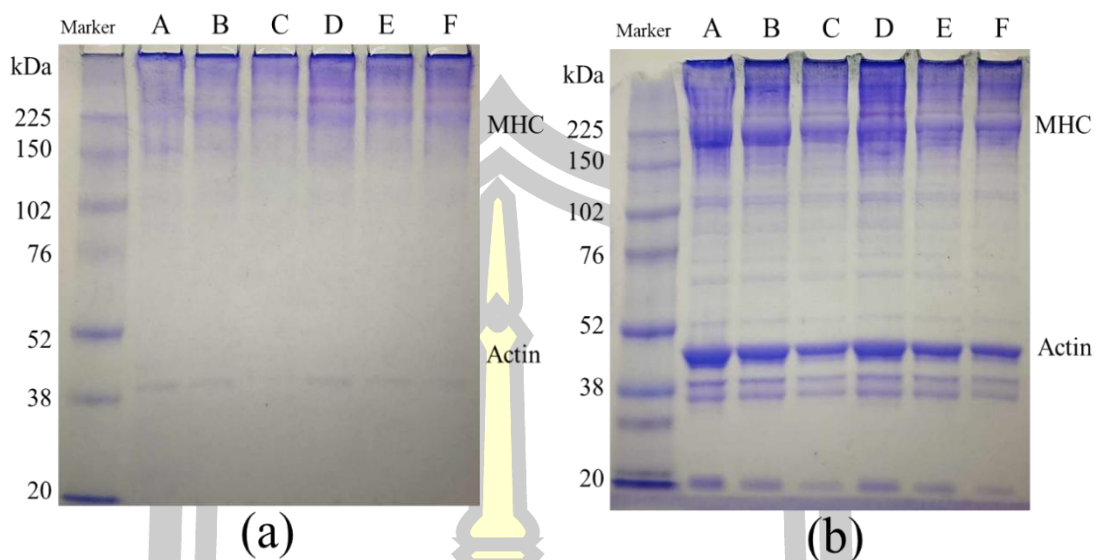 Marker A B C D E F
kDa
225
150
102
76
52
38
20
MHC
Actin
(a)
Marker A B C D E F
kDa
225
150
102
76
52
38
20
MHC
Actin
(b)